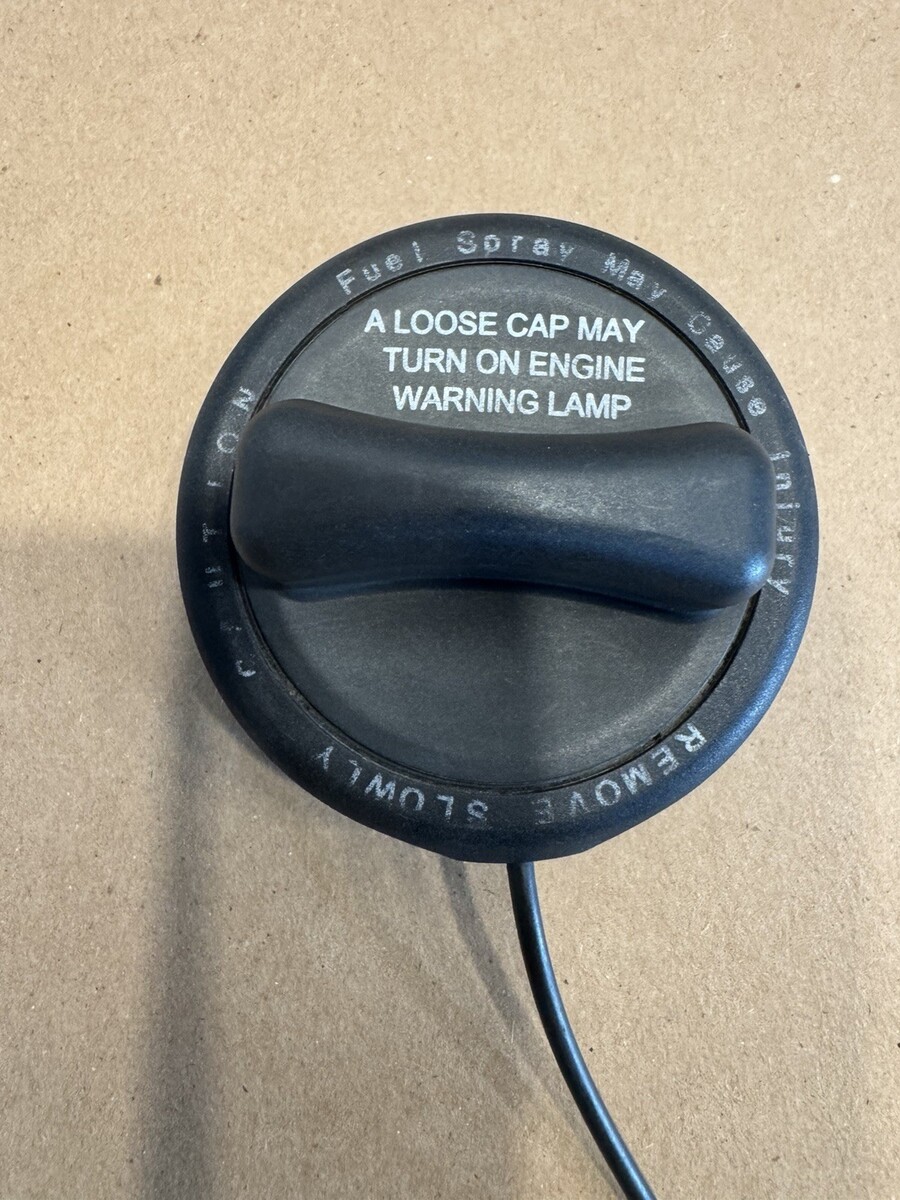 CAUTION
Fuel Spray May Cause Injury
REMOVE SLOWLY
A LOOSE CAP MAY
TURN ON ENGINE
WARNING LAMP